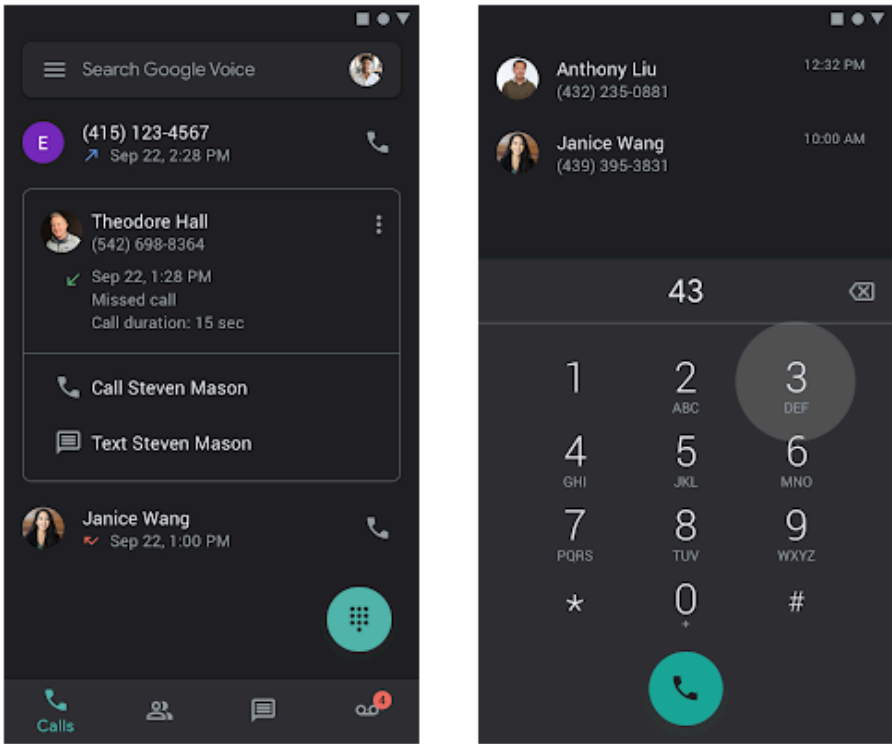 Search Google Voice
E
(415) 123-4567
Sep 22, 2:28 PM
Theodore Hall
(542) 698-8364
Sep 22, 1:28 PM
Missed call
Call duration: 15 sec
Call Steven Mason
Text Steven Mason
Janice Wang
Sep 22, 1:00 PM
Calls
4
Anthony Liu 12:32 PM
(432) 235-0881
Janice Wang 10:00 AM
(439) 395-3831
43
1 2 3
ABC DEF
4 5 6
GHI JKL MNO
7 8 9
PQRS TUV WXYZ
* 0 #
+